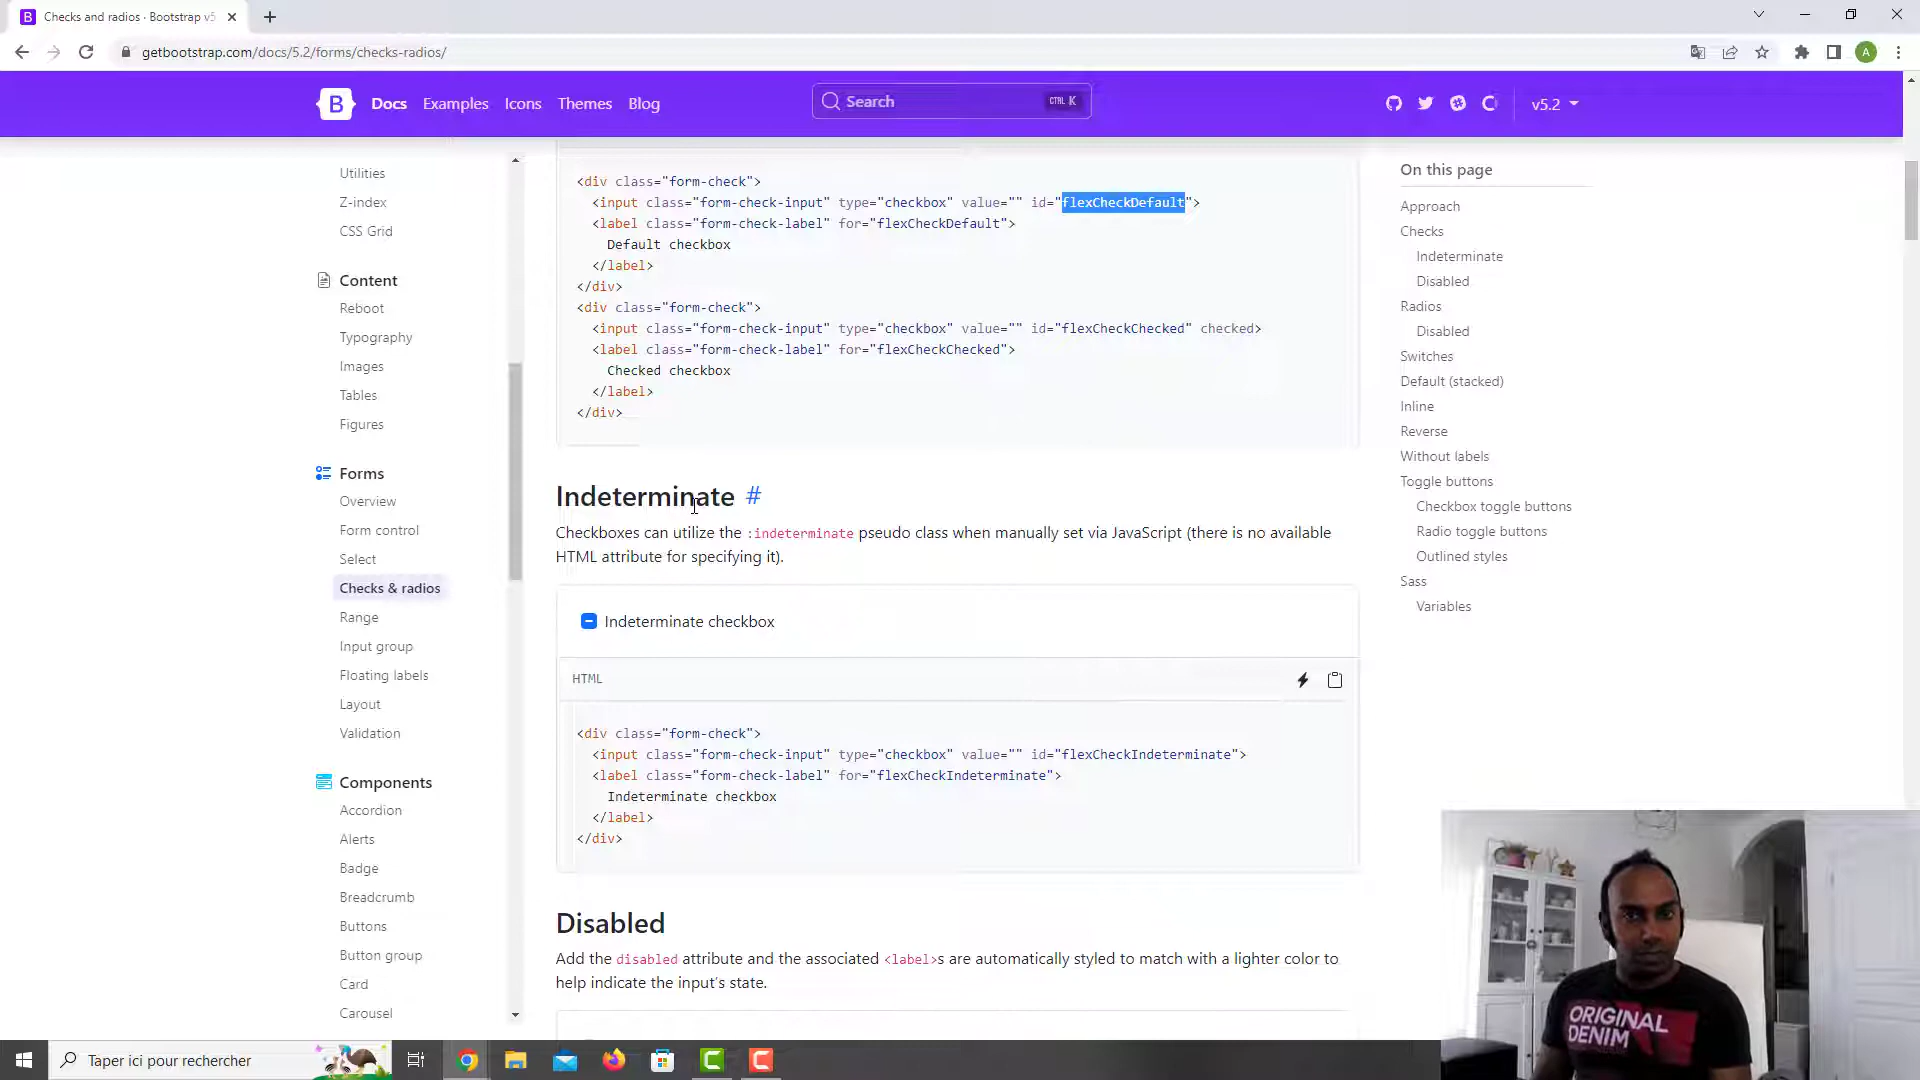 Checks and radios · Bootstrap v5
getbootstrap.com/docs/5.2/forms/checks-radios/
A
B
Docs
Examples
Icons
Themes
Blog
Search
CTRL K
v5.2
Utilities
Z-index
CSS Grid
Content
Reboot
Typography
Images
Tables
Figures
Forms
Overview
Form control
Select
Checks & radios
Range
Input group
Floating labels
Layout
Validation
Components
Accordion
Alerts
Badge
Breadcrumb
Buttons
Button group
Card
Carousel
<div class="form-check">
<input class="form-check-input" type="checkbox" value="" id="flexCheckDefault">
<label class="form-check-label" for="flexCheckDefault">
Default checkbox
</label>
</div>
<div class="form-check">
<input class="form-check-input" type="checkbox" value="" id="flexCheckChecked" checked>
<label class="form-check-label" for="flexCheckChecked">
Checked checkbox
</label>
</div>
Indeterminate #
Checkboxes can utilize the :indeterminate pseudo class when manually set via JavaScript (there is no available
HTML attribute for specifying it).
Indeterminate checkbox
HTML
<div class="form-check">
<input class="form-check-input" type="checkbox" value="" id="flexCheckIndeterminate">
<label class="form-check-label" for="flexCheckIndeterminate">
Indeterminate checkbox
</label>
</div>
Disabled
Add the disabled attribute and the associated <label>s are automatically styled to match with a lighter color to
help indicate the input's state.
On this page
Approach
Checks
Indeterminate
Disabled
Radios
Disabled
Switches
Default (stacked)
Inline
Reverse
Without labels
Toggle buttons
Checkbox toggle buttons
Radio toggle buttons
Outlined styles
Sass
Variables
ORIGINAL
DENIM
Taper ici pour rechercher